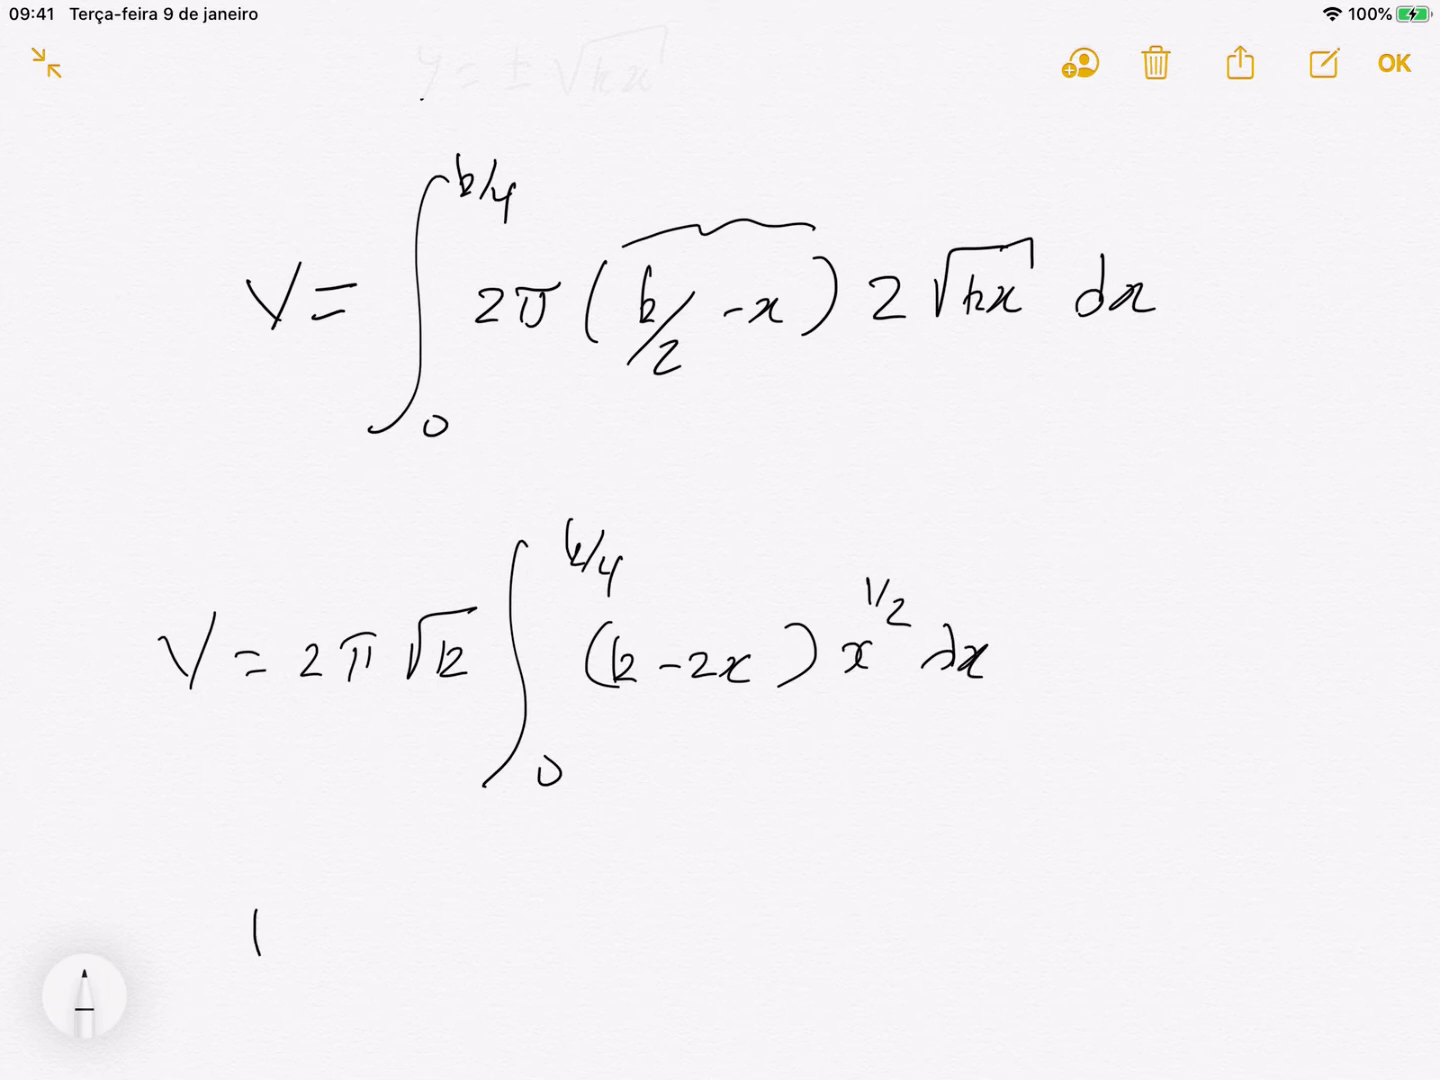 09:41 Terça-feira 9 de janeiro 100%
OK
y = ± √kx
V = ∫₀^{k/4} 2π (k/2 - x) 2 √kx dx
V = 2π √k ∫₀^{k/4} (k - 2x) x^{1/2} dx